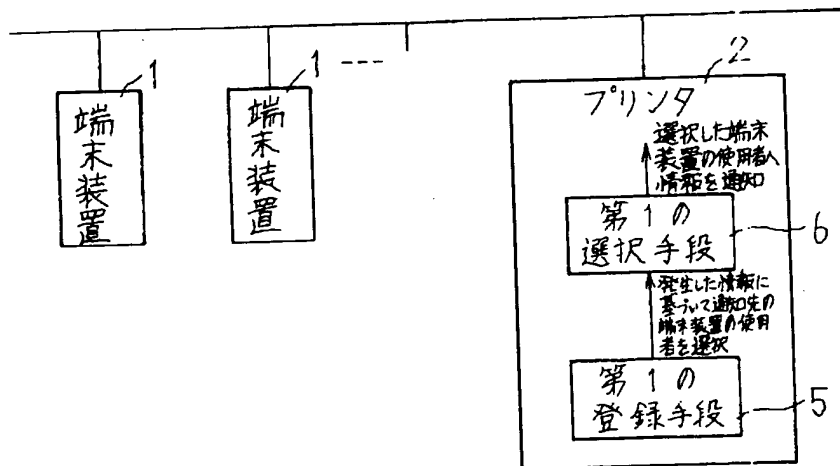 1
端末装置
1
---
端末装置
2
プリンタ
選択した端末
装置の使用者へ
情報を通知
第1の
選択手段
6
発生した情報に
基づいて通知先の
端末装置の使用
者を選択
第1の
登録手段
5